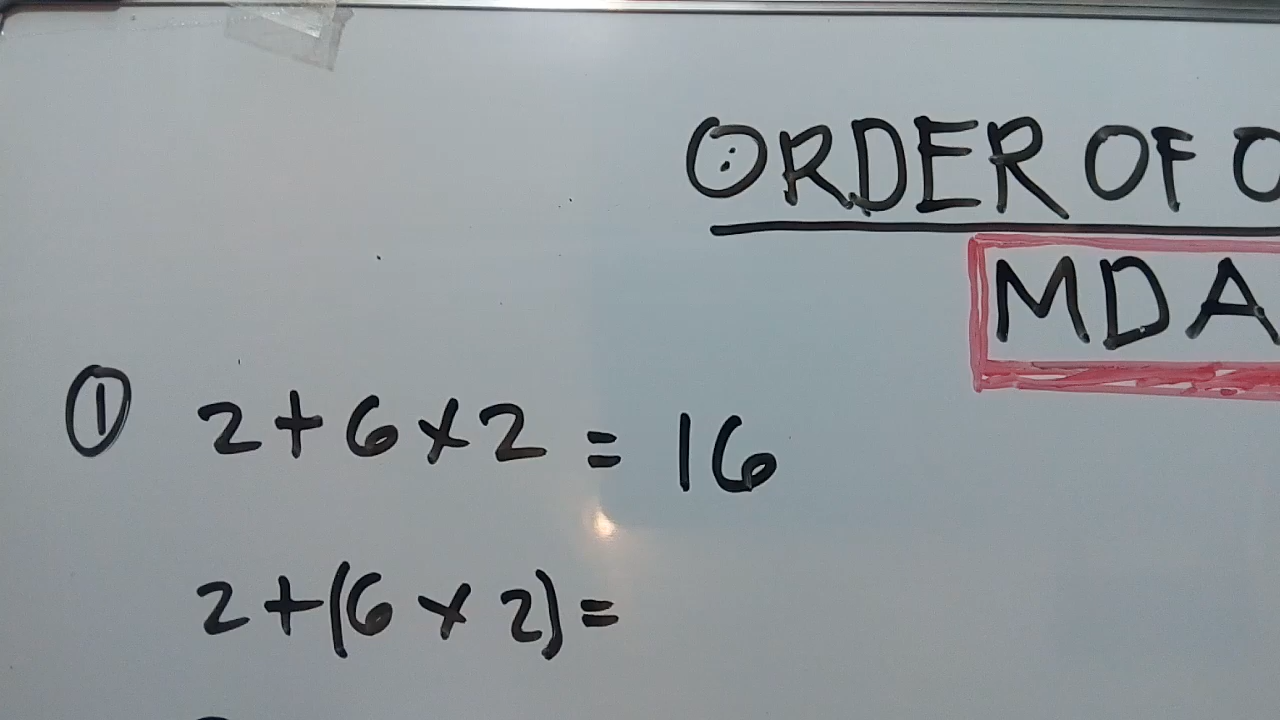 ORDER OF O
MDA
① 2+6×2 = 16
2+(6×2)=